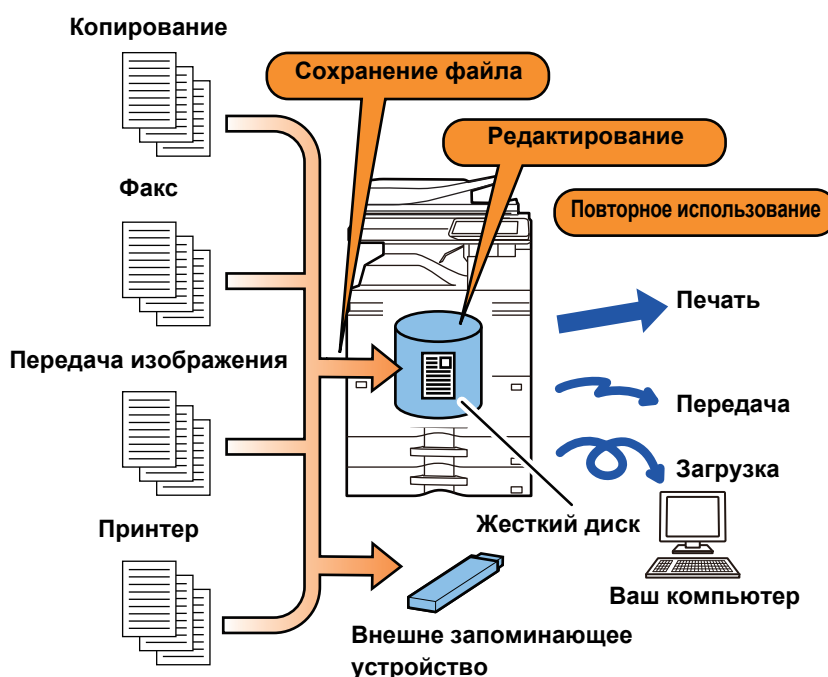 Копирование
Сохранение файла
Редактирование
Факс
Повторное использование
Печать
Передача изображения
Передача
Загрузка
Принтер
Жесткий диск
Ваш компьютер
Внешне запоминающее
устройство